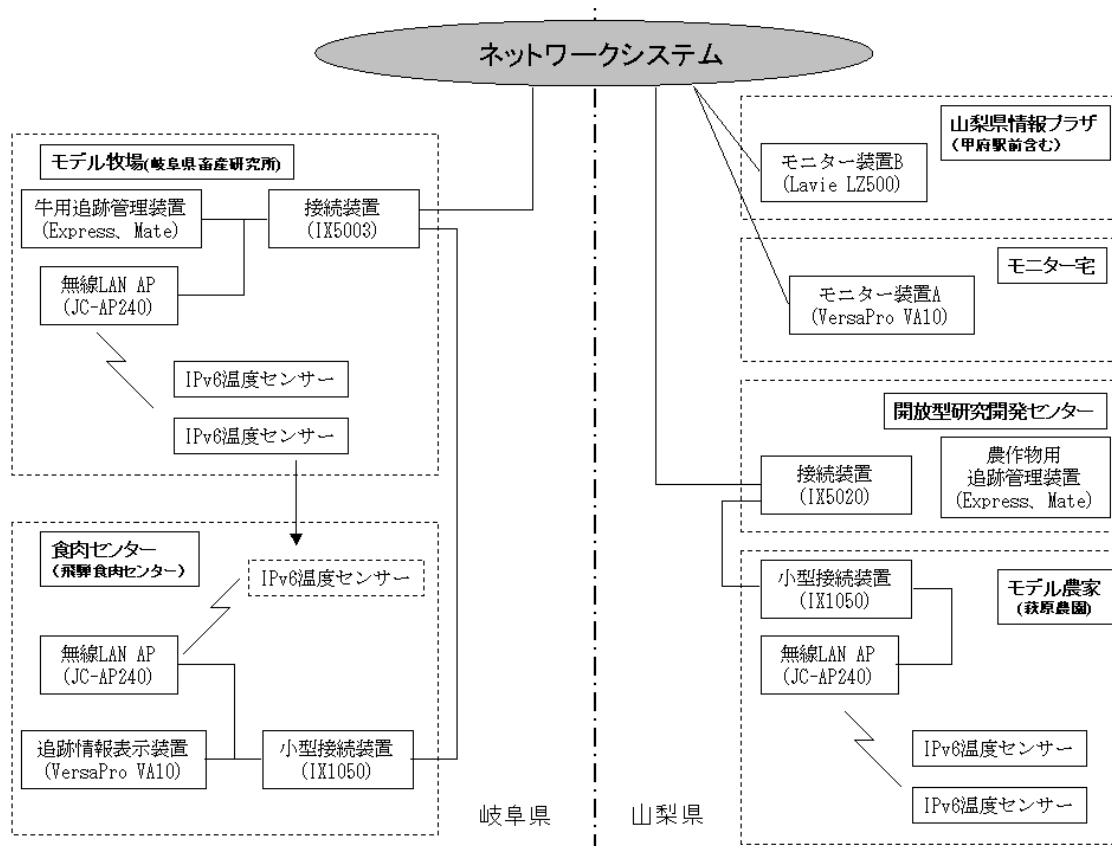 ネットワークシステム
モデル牧場(岐阜県畜産研究所)
牛用追跡管理装置
(Express、Mate)
接続装置
(IX5003)
無線LAN AP
(JC-AP240)
IPv6温度センサー
IPv6温度センサー
食肉センター
(飛騨食肉センター)
IPv6温度センサー
無線LAN AP
(JC-AP240)
追跡情報表示装置
(VersaPro VA10)
小型接続装置
(IX1050)
岐阜県
山梨県
山梨県情報プラザ
(甲府駅前含む)
モニター装置B
(Lavie LZ500)
モニター宅
モニター装置A
(VersaPro VA10)
開放型研究開発センター
接続装置
(IX5020)
農作物用
追跡管理装置
(Express、Mate)
小型接続装置
(IX1050)
モデル農家
(萩原農園)
無線LAN AP
(JC-AP240)
IPv6温度センサー
IPv6温度センサー